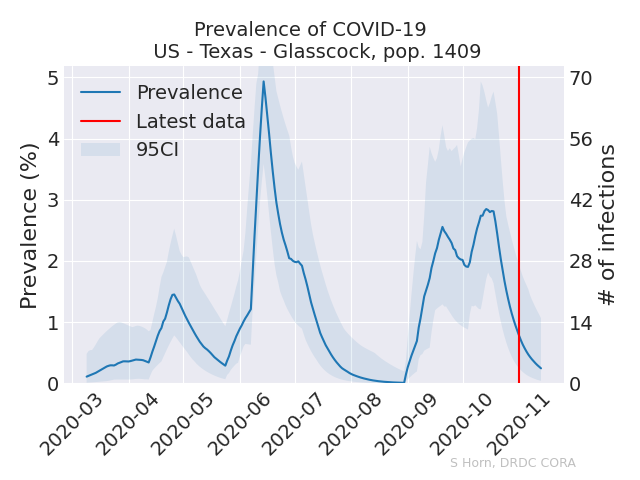 Prevalence of COVID-19
US - Texas - Glasscock, pop. 1409
Prevalence (%)
5
4
3
2
1
0
Prevalence
Latest data
95CI
70
56
42
28
14
0
# of infections
2020-03
2020-04
2020-05
2020-06
2020-07
2020-08
2020-09
2020-10
2020-11
S Horn, DRDC CORA